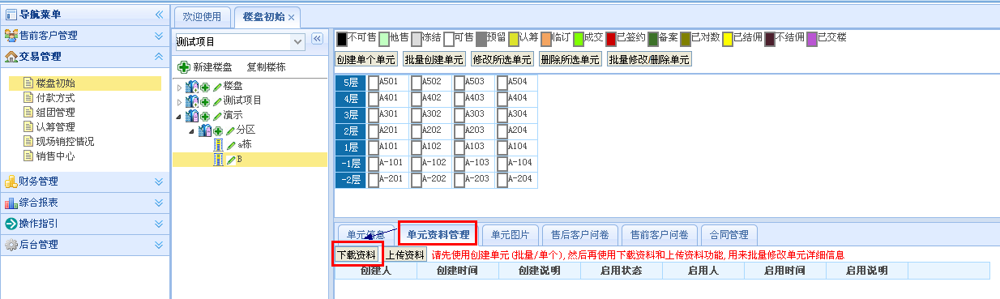 导航菜单
售前客户管理
交易管理
楼盘初始
付款方式
组团管理
认筹管理
现场销控情况
销售中心
财务管理
综合报表
操作指引
后台管理
欢迎使用 楼盘初始
测试项目
新建楼盘 复制楼栋
楼盘
测试项目
演示
分区
a栋
B
不可售 他售 冻结 可售 预留 认筹 临订 成交 已签约 备案 已对数 已结佣 不结佣 已交楼
创建单个单元 批量创建单元 修改所选单元 删除所选单元 批量修改/删除单元
5层 A501 A502 A503 A504
4层 A401 A402 A403 A404
3层 A301 A302 A303 A304
2层 A201 A202 A203 A204
1层 A101 A102 A103 A104
-1层 A-101 A-102 A-103 A-104
-2层 A-201 A-202 A-203 A-204
单元信息 单元资料管理 单元图片 售后客户问卷 售前客户问卷 合同管理
下载资料 上传资料 请先使用创建单元(批量/单个),然后再使用下载资料和上传资料功能,用来批量修改单元详细信息
创建人 创建时间 创建说明 启用状态 启用人 启用时间 启用说明